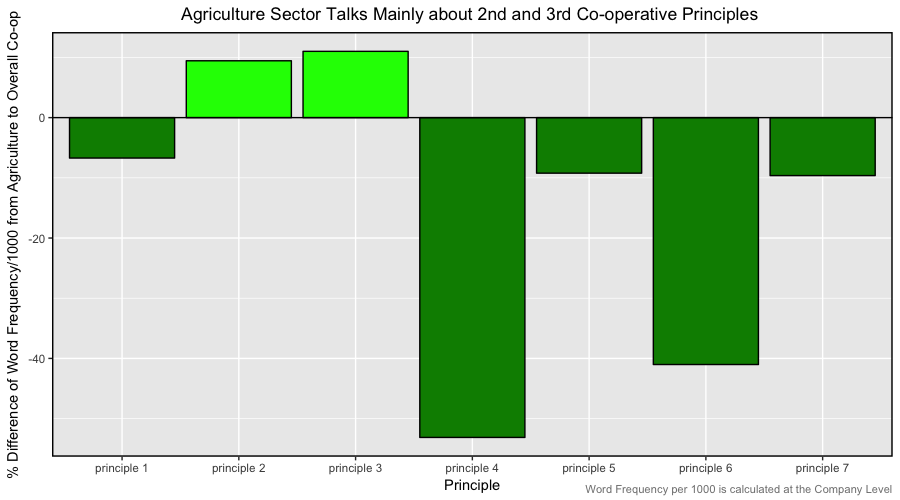 Agriculture Sector Talks Mainly about 2nd and 3rd Co-operative Principles
% Difference of Word Frequency/1000 from Agriculture to Overall Co-op
0
-20
-40
principle 1 principle 2 principle 3 principle 4 principle 5 principle 6 principle 7
Principle
Word Frequency per 1000 is calculated at the Company Level